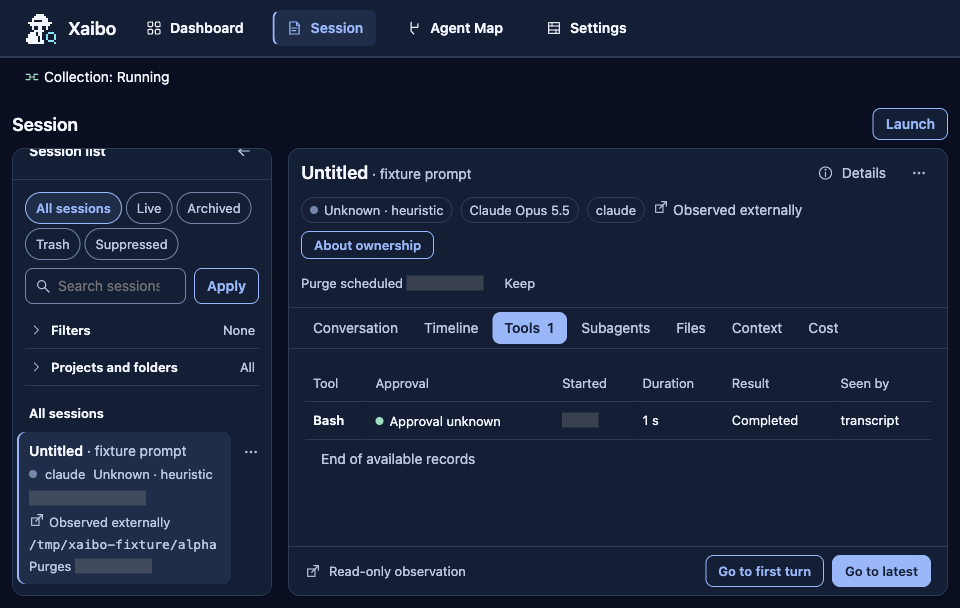 Xaibo
Dashboard
Session
Agent Map
Settings
Collection: Running
Session
Launch
Session list
All sessions
Live
Archived
Trash
Suppressed
Search sessions
Apply
Filters
None
Projects and folders
All
All sessions
Untitled · fixture prompt
claude Unknown · heuristic
Observed externally
/tmp/xaibo-fixture/alpha
Purges
Untitled · fixture prompt
Details
Unknown · heuristic
Claude Opus 5.5
claude
Observed externally
About ownership
Purge scheduled
Keep
Conversation
Timeline
Tools 1
Subagents
Files
Context
Cost
Tool Approval Started Duration Result Seen by
Bash Approval unknown 1 s Completed transcript
End of available records
Read-only observation
Go to first turn
Go to latest